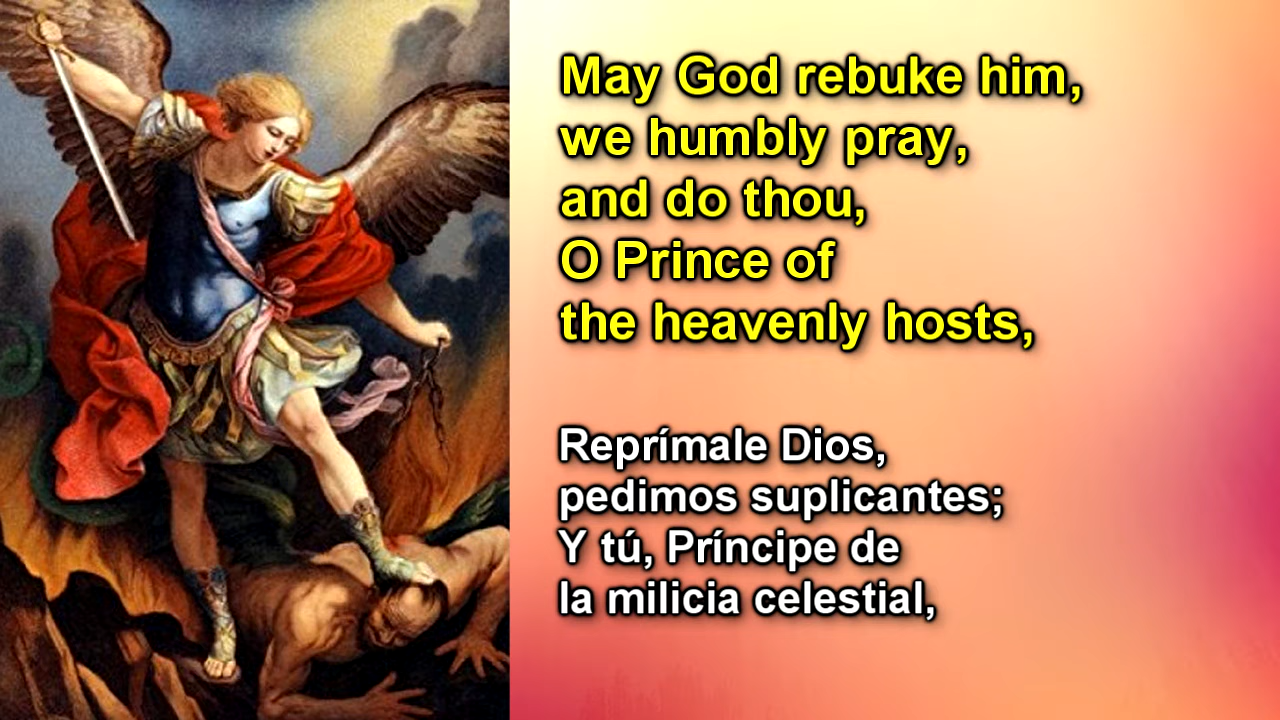 May God rebuke him,
we humbly pray,
and do thou,
O Prince of
the heavenly hosts,
Reprímale Dios,
pedimos suplicantes;
Y tú, Príncipe de
la milicia celestial,